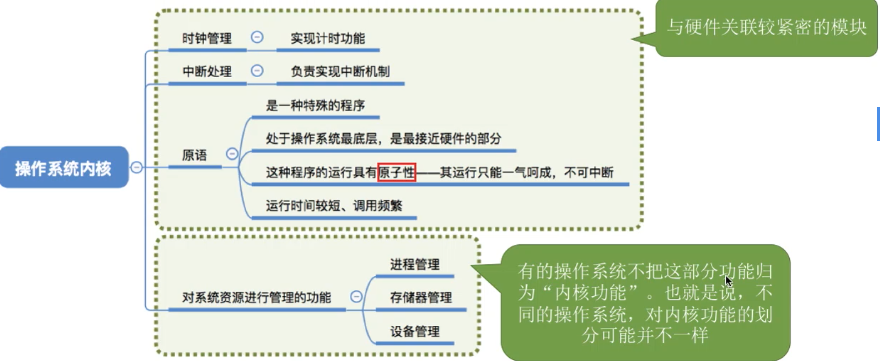 与硬件关联较紧密的模块
时钟管理
实现计时功能
中断处理
负责实现中断机制
是一种特殊的程序
处于操作系统最底层，是最接近硬件的部分
原语
这种程序的运行具有原子性——其运行只能一气呵成，不可中断
运行时间较短、调用频繁
操作系统内核
进程管理
对系统资源进行管理的功能
存储器管理
设备管理
有的操作系统不把这部分功能归
为“内核功能”。也就是说，不
同的操作系统，对内核功能的划
分可能并不一样